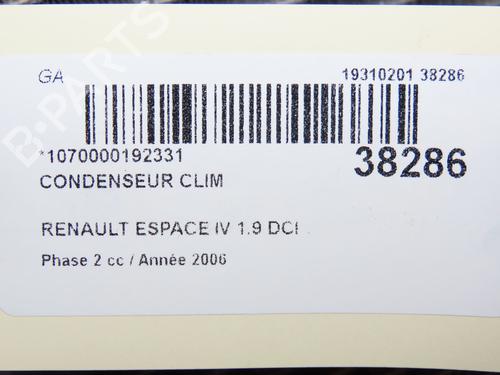 GA 19310201 38286
*1070000192331 38286
CONDENSEUR CLIM
RENAULT ESPACE IV 1.9 DCI
Phase 2 cc / Année 2006
B-PARTS